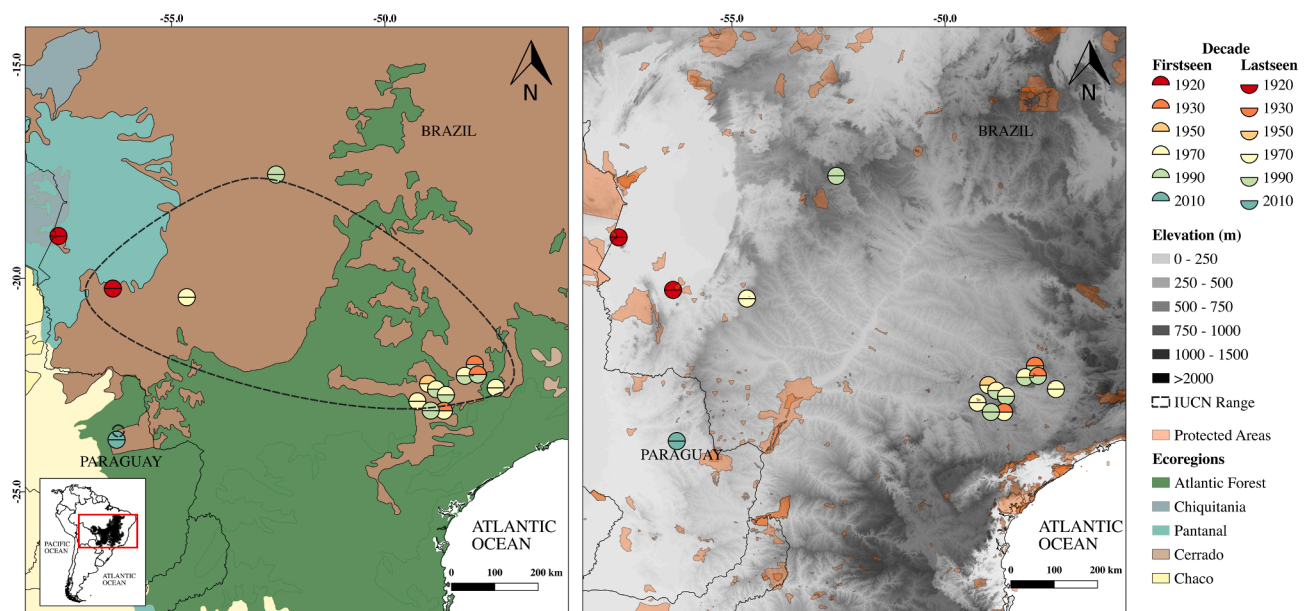 -55.0
-50.0
-15.0
-20.0
-25.0
N
BRAZIL
PARAGUAY
ATLANTIC
OCEAN
0
100
200 km
PACIFIC
OCEAN
ATLANTIC
OCEAN
-55.0
-50.0
N
BRAZIL
PARAGUAY
ATLANTIC
OCEAN
0
100
200 km
Decade
Firstseen Lastseen
1920 1920
1930 1930
1950 1950
1970 1970
1990 1990
2010 2010
Elevation (m)
0 - 250
250 - 500
500 - 750
750 - 1000
1000 - 1500
>2000
IUCN Range
Protected Areas
Ecoregions
Atlantic Forest
Chiquitania
Pantanal
Cerrado
Chaco